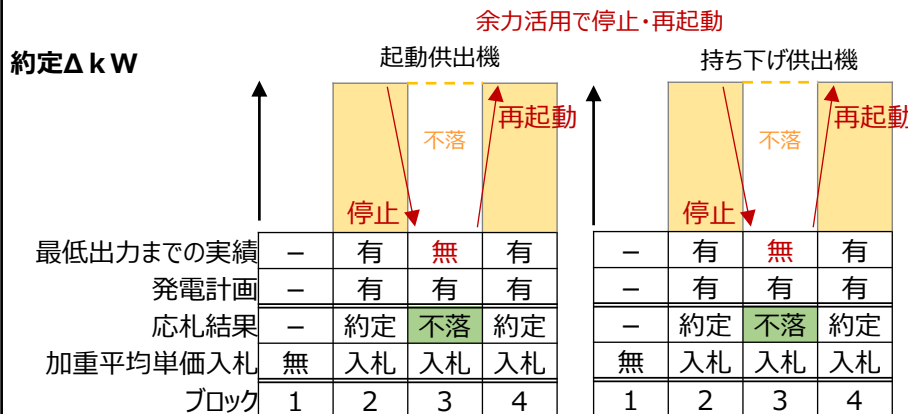 余力活用で停止・再起動
約定ΔｋW
起動供出機
持ち下げ供出機
不落
再起動
不落
再起動
停止
停止
最低出力までの実績 – 有 無 有 – 有 無 有
発電計画 – 有 有 有 – 有 有 有
応札結果 – 約定 不落 約定 – 約定 不落 約定
加重平均単価入札 無 入札 入札 入札 無 入札 入札 入札
ブロック 1 2 3 4 1 2 3 4